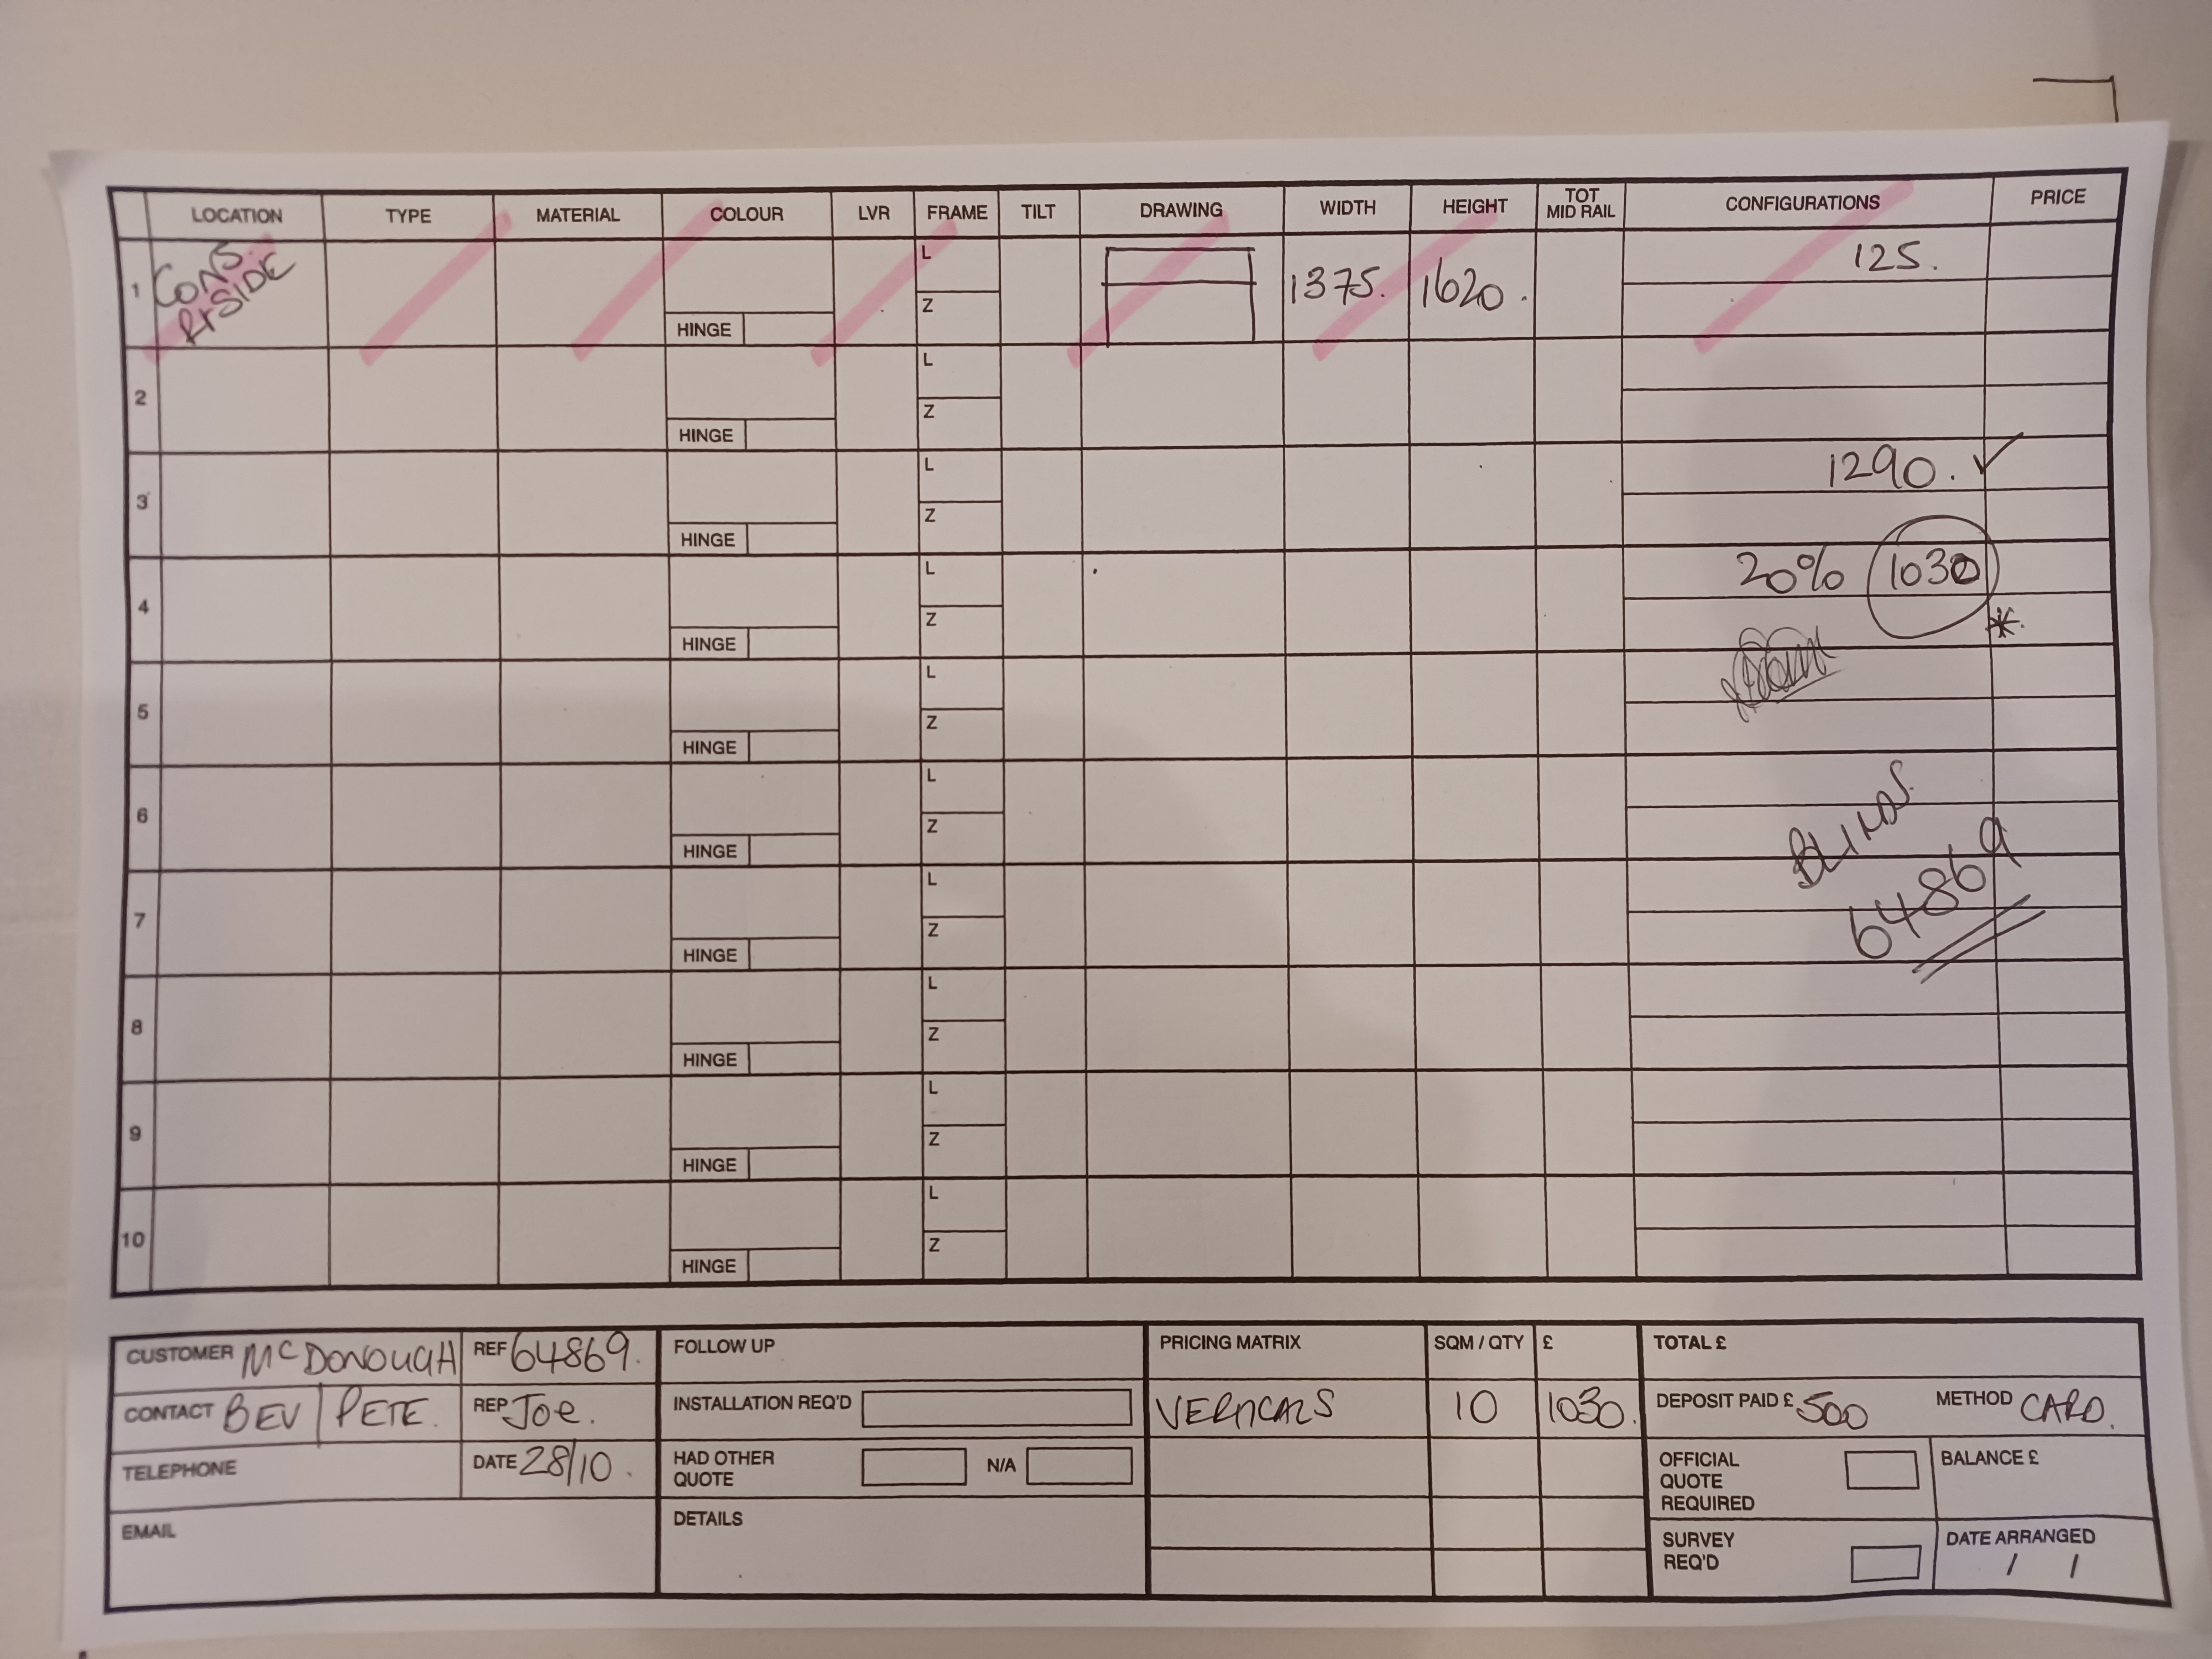 LOCATION TYPE MATERIAL COLOUR LVR FRAME TILT DRAWING WIDTH HEIGHT TOT MID RAIL CONFIGURATIONS PRICE
1 CONS. R/SIDE HINGE L Z 1375. 1620. 125.
2 HINGE L Z
3 HINGE L Z 1290. ✓
4 HINGE L Z 20% 1030 *
5 HINGE L Z
6 HINGE L Z BLINDS
7 HINGE L Z 64869
8 HINGE L Z
9 HINGE L Z
10 HINGE L Z
CUSTOMER McDONOUGH REF 64869.
CONTACT BEV / PETE. REP Joe.
TELEPHONE DATE 28/10.
EMAIL
FOLLOW UP
INSTALLATION REQ'D
HAD OTHER QUOTE N/A
DETAILS
PRICING MATRIX SQM / QTY £
VERTICALS 10 1030.
TOTAL £
DEPOSIT PAID £ 500 METHOD CARD.
OFFICIAL QUOTE REQUIRED BALANCE £
SURVEY REQ'D DATE ARRANGED / /